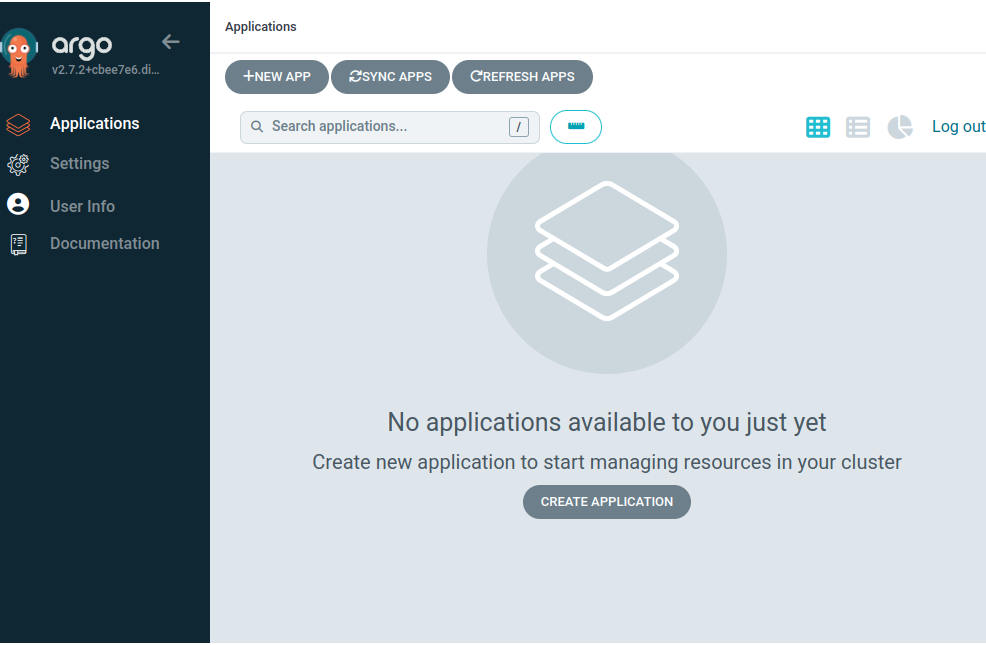 argo
v2.7.2+cbee7e6.di...
Applications
Settings
User Info
Documentation
Applications
NEW APP
SYNC APPS
REFRESH APPS
Search applications...
/
Log out
No applications available to you just yet
Create new application to start managing resources in your cluster
CREATE APPLICATION